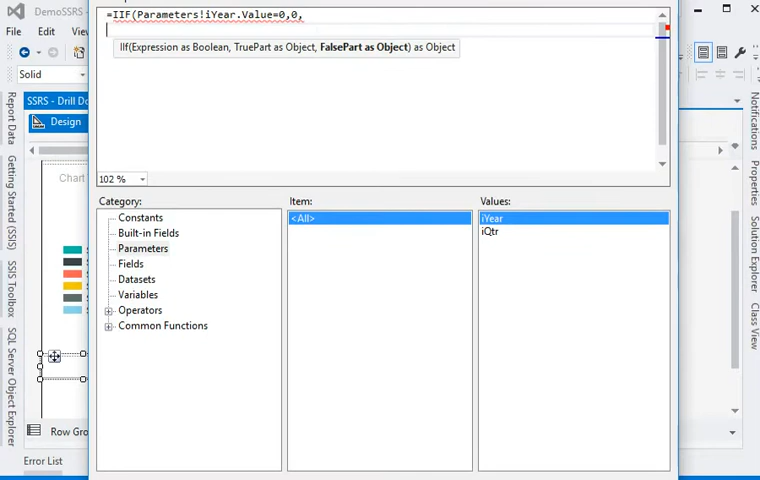 DemoSSRS -
File
Ed
Solid
SSRS - Drill Do
Design
Chart
=IIF(Parameters!iYear.Value=0,0,
IIf(Expression as Boolean, TruePart as Object, FalsePart as Object) as Object
102 %
Category:
Constants
Built-in Fields
Parameters
Fields
Datasets
Variables
Operators
Common Functions
Item:
<All>
Values:
iYear
iQtr
Report Data
Getting Started (SSIS)
SSIS Toolbox
SQL Server Object Explorer
Row Gro
Error List
Notifications
Properties
Solution Explorer
Class View